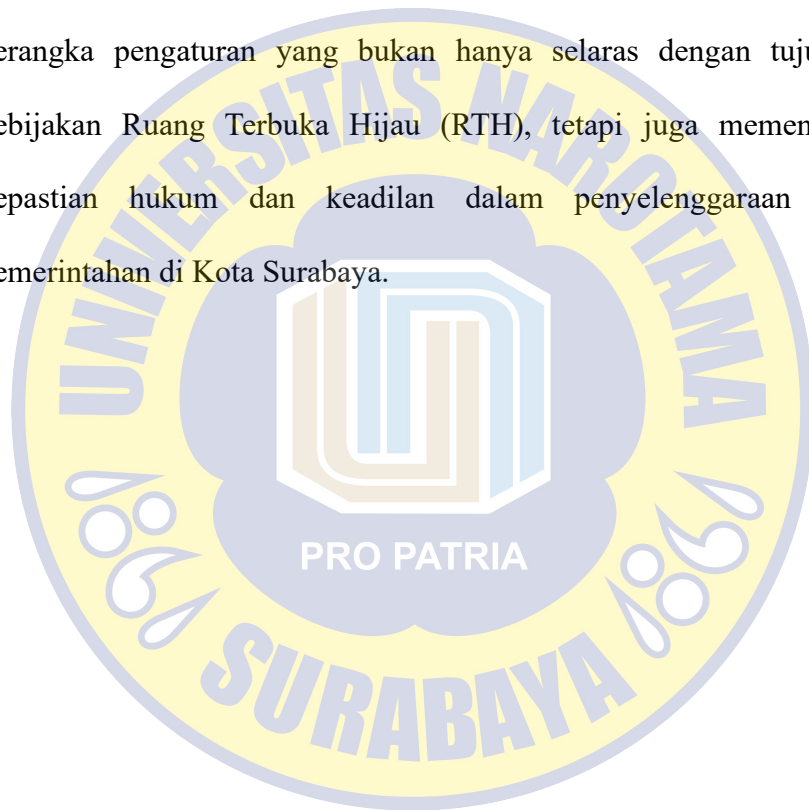 erangka pengaturan yang bukan hanya selaras dengan tuju
ebijakan Ruang Terbuka Hijau (RTH), tetapi juga memen
epastian hukum dan keadilan dalam penyelenggaraan
emerintahan di Kota Surabaya.
UNIVERSITAS NAROTAMA
PRO PATRIA
SURABAYA